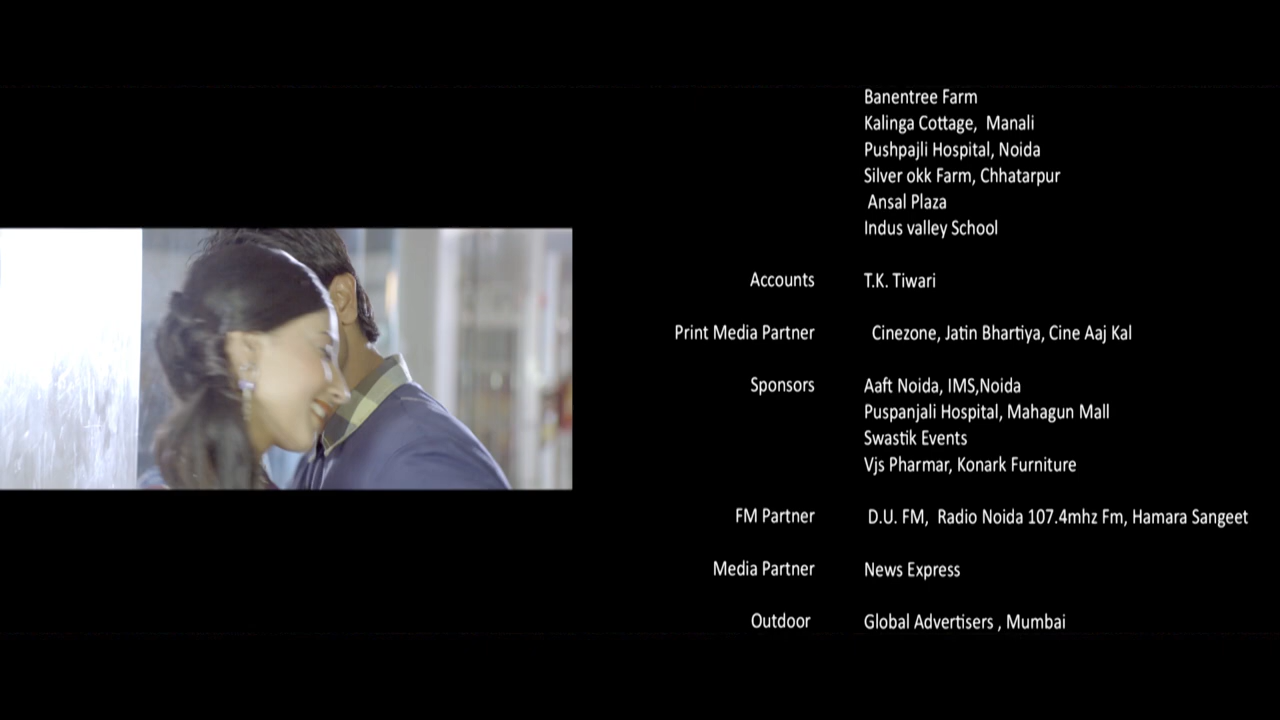 Banentree Farm
Kalinga Cottage,  Manali
Pushpajli Hospital, Noida
Silver okk Farm, Chhatarpur
Ansal Plaza
Indus valley School
Accounts T.K. Tiwari
Print Media Partner Cinezone, Jatin Bhartiya, Cine Aaj Kal
Sponsors Aaft Noida, IMS,Noida
Puspanjali Hospital, Mahagun Mall
Swastik Events
Vjs Pharmar, Konark Furniture
FM Partner D.U. FM,  Radio Noida 107.4mhz Fm, Hamara Sangeet
Media Partner News Express
Outdoor Global Advertisers , Mumbai